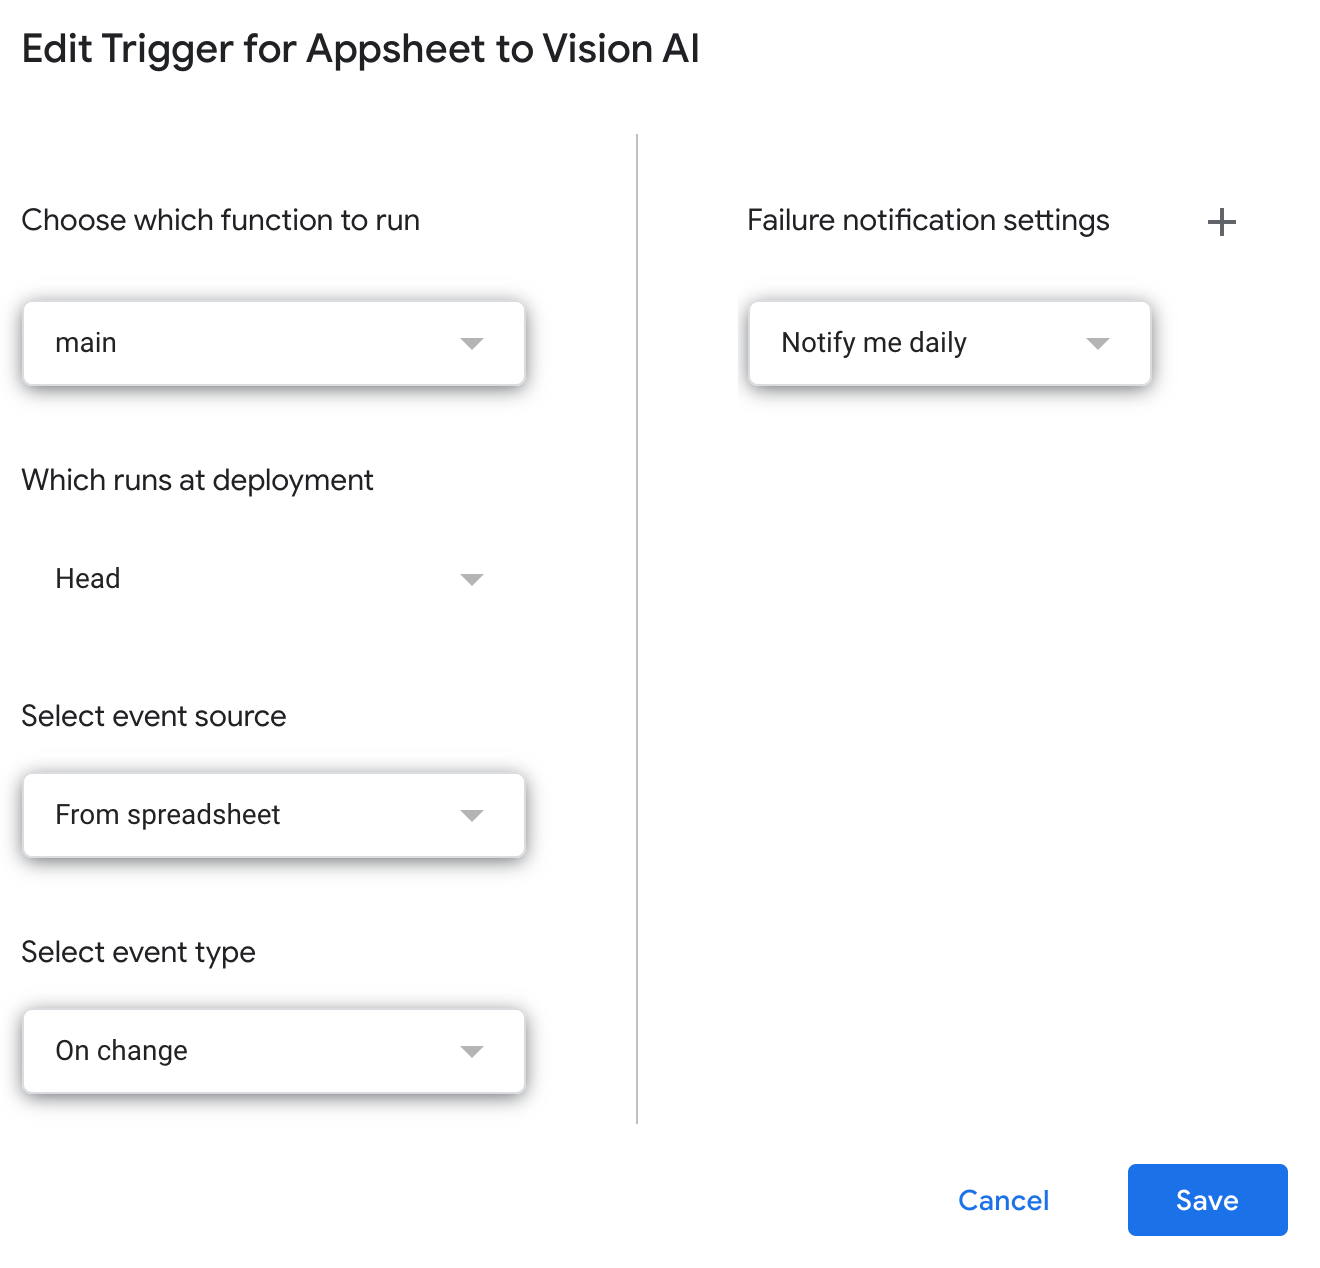 Edit Trigger for Appsheet to Vision AI
Choose which function to run
main
Which runs at deployment
Head
Select event source
From spreadsheet
Select event type
On change
Failure notification settings
Notify me daily
Cancel
Save